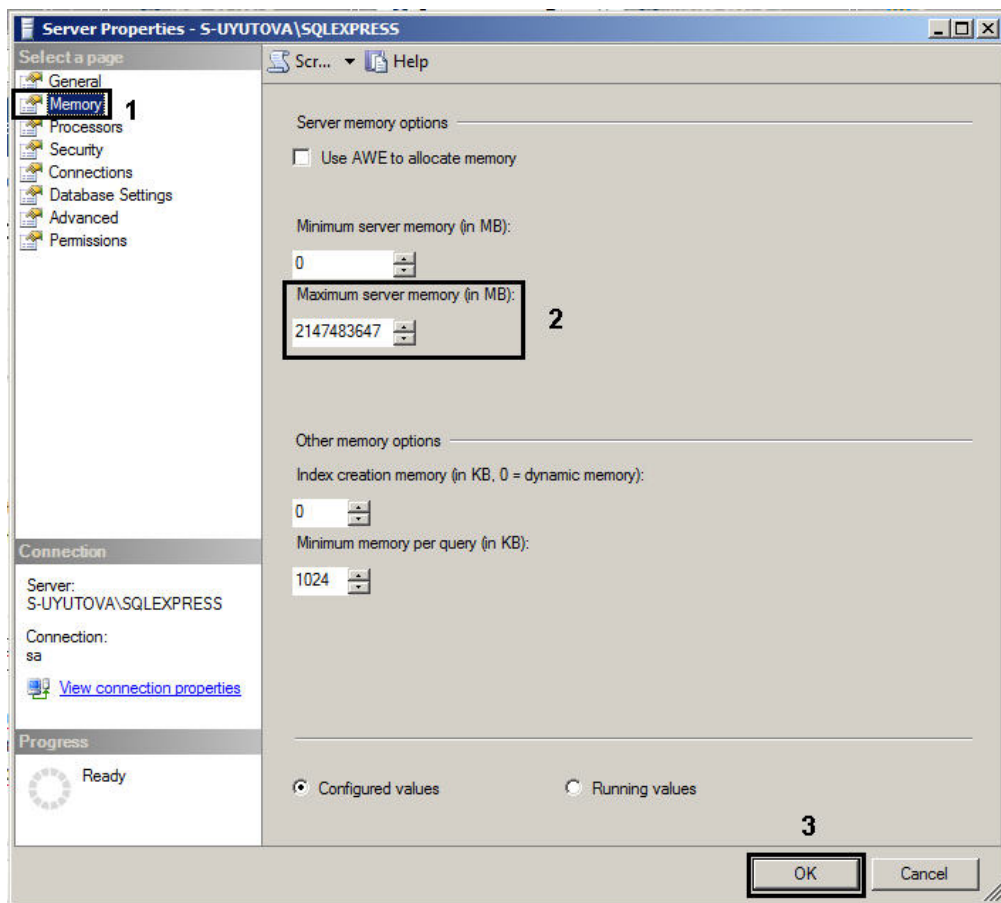 Server Properties - S-UYUTOVA\SQLEXPRESS
Select a page
General
Memory
1
Processors
Security
Connections
Database Settings
Advanced
Permissions
Scr...
Help
Server memory options
Use AWE to allocate memory
Minimum server memory (in MB):
0
Maximum server memory (in MB):
2147483647
2
Other memory options
Index creation memory (in KB, 0 = dynamic memory):
0
Minimum memory per query (in KB):
1024
Connection
Server:
S-UYUTOVA\SQLEXPRESS
Connection:
sa
View connection properties
Progress
Ready
Configured values
Running values
3
OK
Cancel